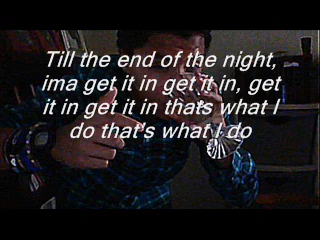 Till the end of the night,
ima get it in get it in, get
it in get it in thats what I
do that's what I do